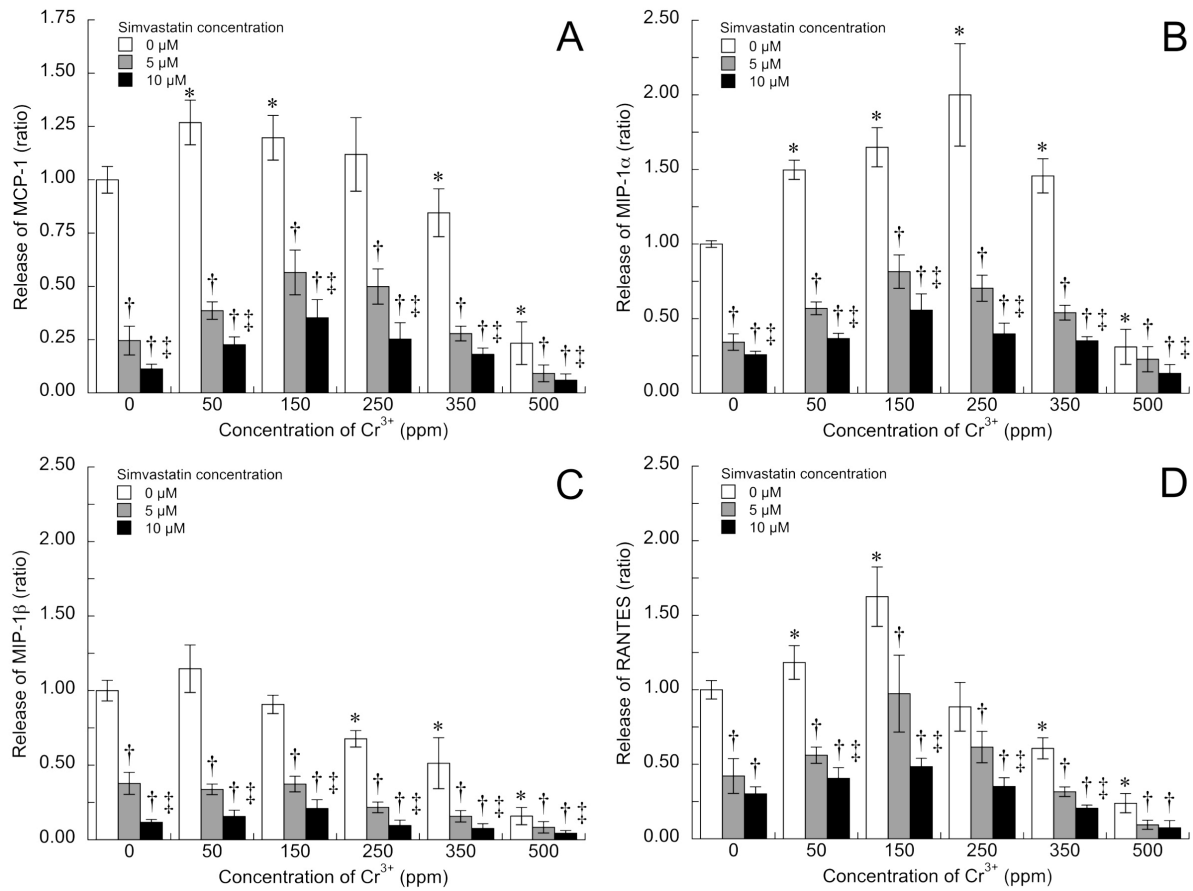 A
Simvastatin concentration
0 µM
5 µM
10 µM
Release of MCP-1 (ratio)
1.75
1.50
1.25
1.00
0.75
0.50
0.25
0.00
* * *
*
† † † † † †
† ‡ † ‡ † ‡ † ‡ † ‡ † ‡
0 50 150 250 350 500
Concentration of Cr³⁺ (ppm)
B
Simvastatin concentration
0 µM
5 µM
10 µM
Release of MIP-1α (ratio)
2.50
2.00
1.50
1.00
0.50
0.00
* * * * *
† † † † † †
† ‡ † ‡ † ‡ † ‡ † ‡ † ‡
0 50 150 250 350 500
Concentration of Cr³⁺ (ppm)
C
Simvastatin concentration
0 µM
5 µM
10 µM
Release of MIP-1β (ratio)
2.50
2.00
1.50
1.00
0.50
0.00
* * *
† † † † † †
† ‡ † ‡ † ‡ † ‡ † ‡ † ‡
0 50 150 250 350 500
Concentration of Cr³⁺ (ppm)
D
Simvastatin concentration
0 µM
5 µM
10 µM
Release of RANTES (ratio)
2.50
2.00
1.50
1.00
0.50
0.00
* * * *
† † † † † †
† † ‡ † ‡ † ‡ † ‡ †
0 50 150 250 350 500
Concentration of Cr³⁺ (ppm)